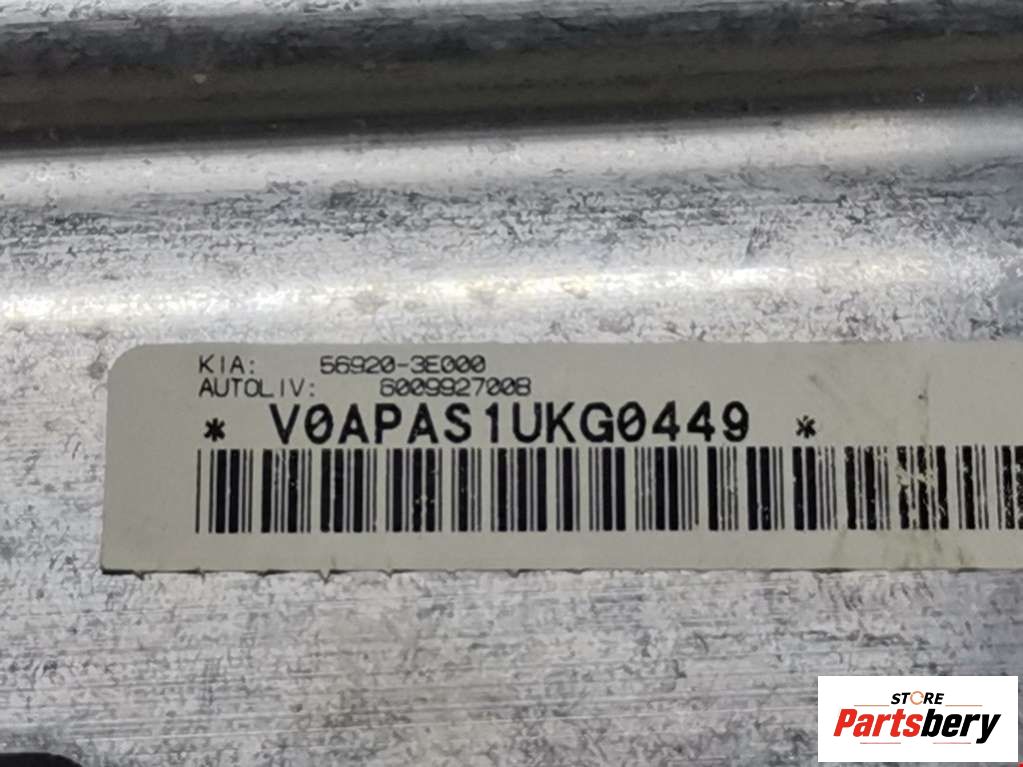 KIA: 56920-3E000
AUTOLIV: 600992700B
* V0APAS1UKG0449 *
STORE
Partsbery